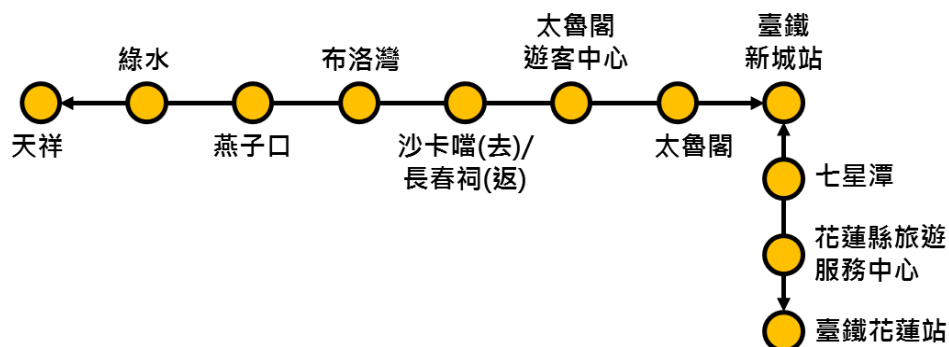 太魯閣
遊客中心
臺鐵
新城站
綠水
布洛灣
天祥
燕子口
沙卡噹(去)/
長春祠(返)
太魯閣
七星潭
花蓮縣旅遊
服務中心
臺鐵花蓮站